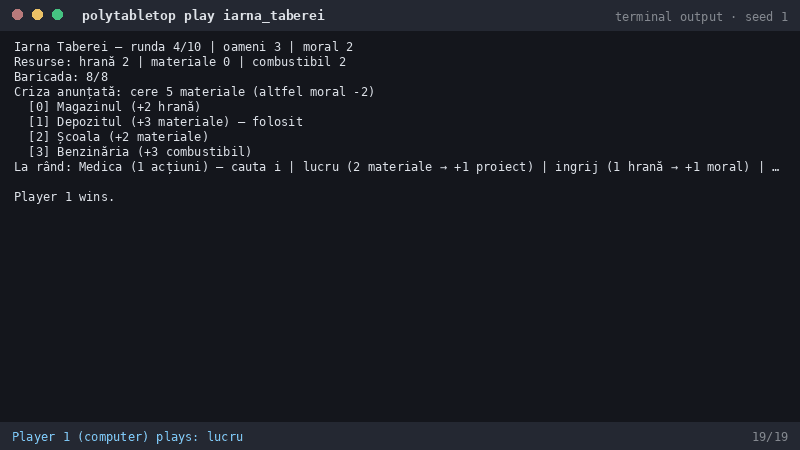 polytabletop play iarna_taberei
terminal output · seed 1
Iarna Taberei — runda 4/10 | oameni 3 | moral 2
Resurse: hrană 2 | materiale 0 | combustibil 2
Baricada: 8/8
Criza anunțată: cere 5 materiale (altfel moral -2)
[0] Magazinul (+2 hrană)
[1] Depozitul (+3 materiale) — folosit
[2] Școala (+2 materiale)
[3] Benzinăria (+3 combustibil)
La rând: Medica (1 acțiuni) — cauta i | lucru (2 materiale → +1 proiect) | ingrij (1 hrană → +1 moral) | …
Player 1 wins.
Player 1 (computer) plays: lucru
19/19